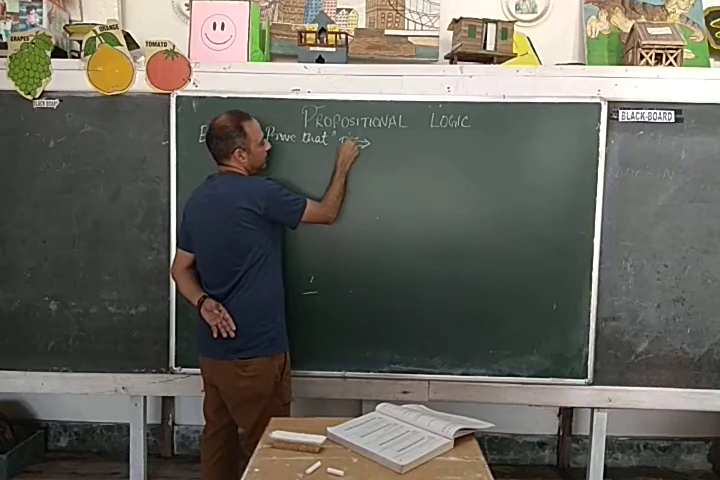 GRAPES
ORANGE
TOMATO
BLACK BOARD
BLACK-BOARD
PROPOSITIONAL LOGIC
Prove that "